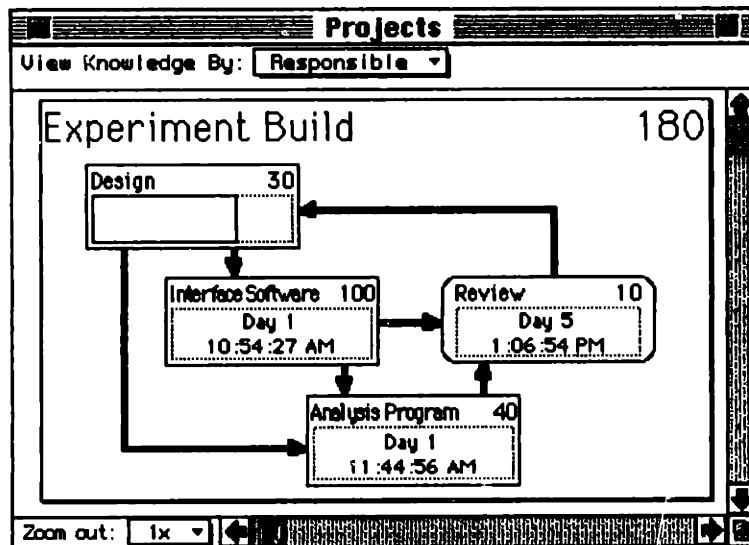 Projects
View Knowledge By: Responsible
Experiment Build 180
Design 30
Interface Software 100
Day 1
10:54:27 AM
Review 10
Day 5
1:06:54 PM
Analysis Program 40
Day 1
11:44:56 AM
Zoom out: 1x